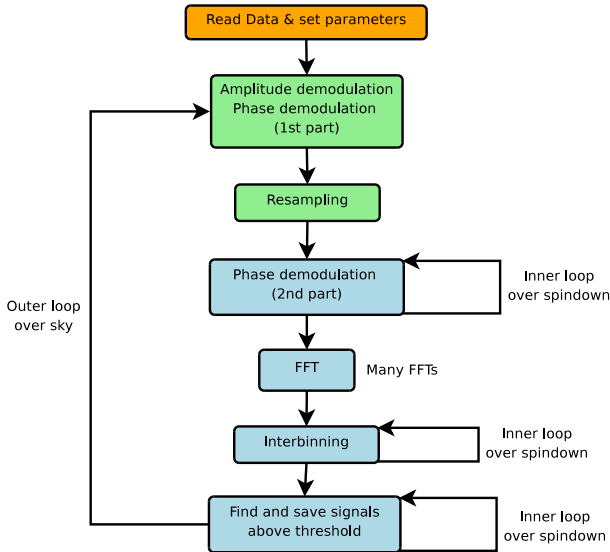 Read Data & set parameters
Amplitude demodulation
Phase demodulation
(1st part)
Resampling
Phase demodulation
(2nd part)
Inner loop
over spindown
Outer loop
over sky
FFT
Many FFTs
Interbinning
Inner loop
over spindown
Find and save signals
above threshold
Inner loop
over spindown